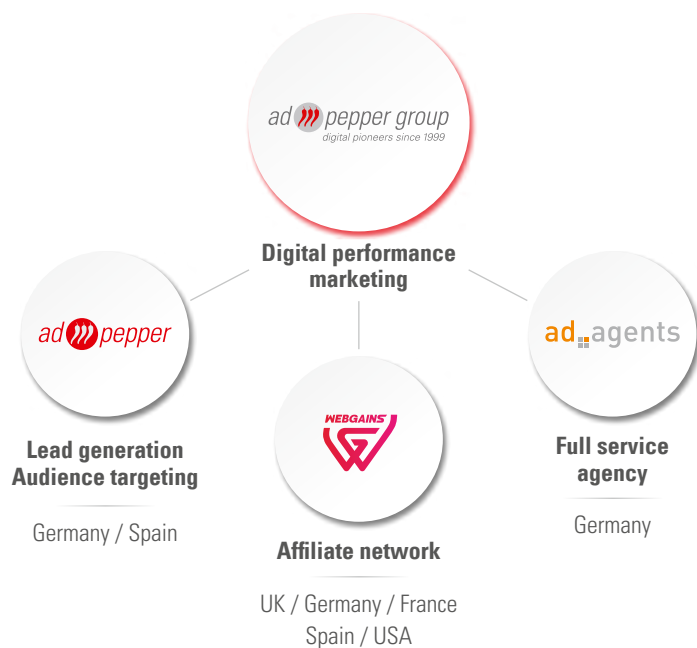 ad pepper group
digital pioneers since 1999
Digital performance
marketing
ad pepper
Lead generation
Audience targeting
Germany / Spain
WEBGAINS
Affiliate network
UK / Germany / France
Spain / USA
ad agents
Full service
agency
Germany